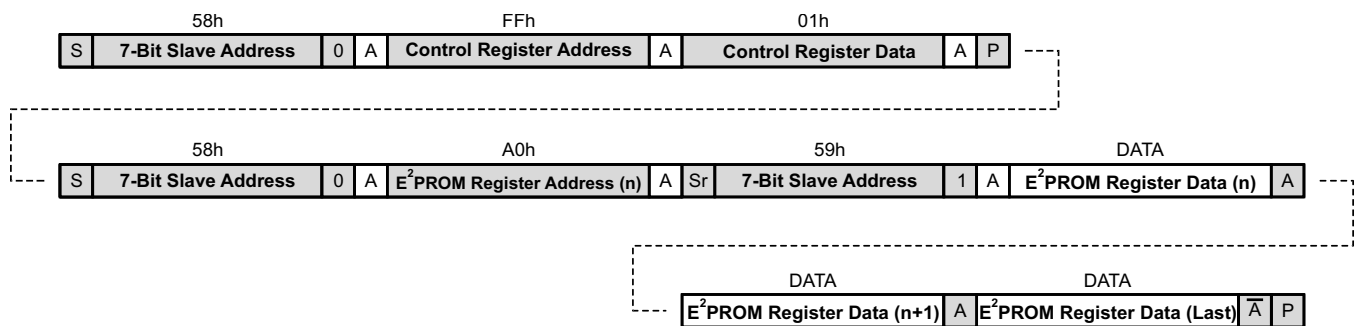 58h FFh 01h
S 7-Bit Slave Address 0 A Control Register Address A Control Register Data A P
58h A0h 59h DATA
S 7-Bit Slave Address 0 A E²PROM Register Address (n) A Sr 7-Bit Slave Address 1 A E²PROM Register Data (n) A
DATA DATA
E²PROM Register Data (n+1) A E²PROM Register Data (Last) A̅ P